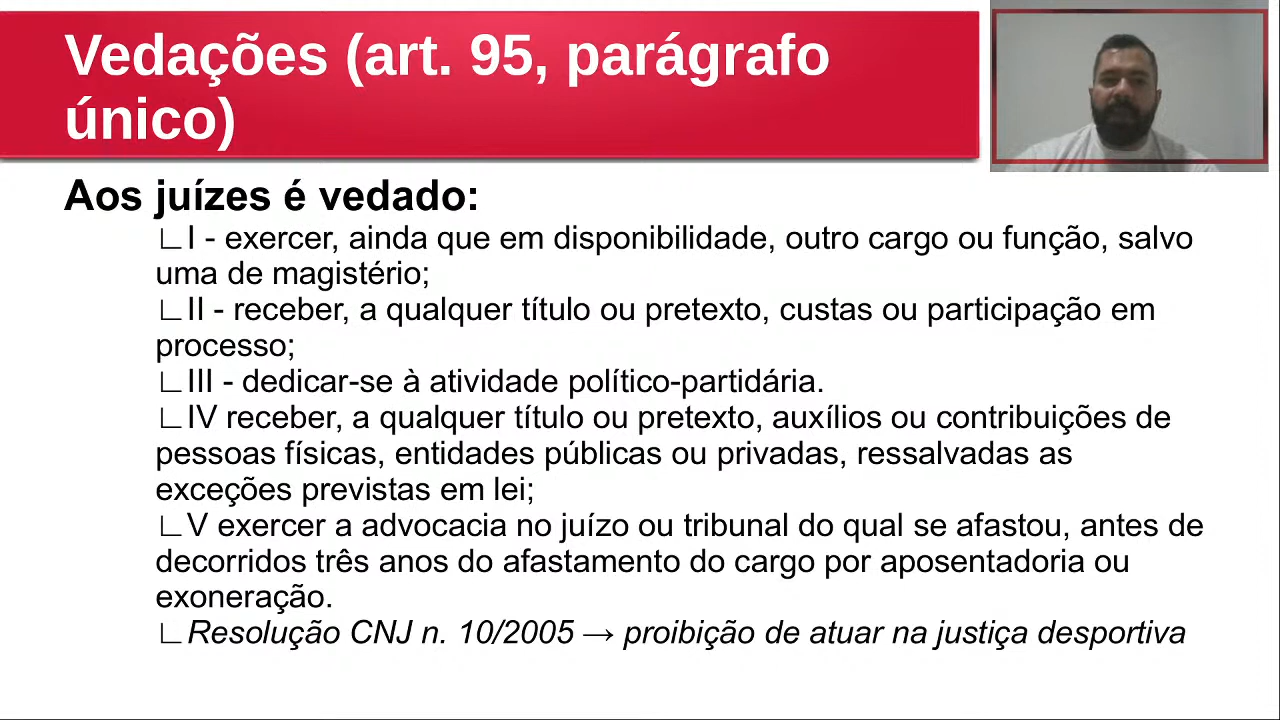 Vedações (art. 95, parágrafo
único)
Aos juízes é vedado:
∟I - exercer, ainda que em disponibilidade, outro cargo ou função, salvo
uma de magistério;
∟II - receber, a qualquer título ou pretexto, custas ou participação em
processo;
∟III - dedicar-se à atividade político-partidária.
∟IV receber, a qualquer título ou pretexto, auxílios ou contribuições de
pessoas físicas, entidades públicas ou privadas, ressalvadas as
exceções previstas em lei;
∟V exercer a advocacia no juízo ou tribunal do qual se afastou, antes de
decorridos três anos do afastamento do cargo por aposentadoria ou
exoneração.
∟Resolução CNJ n. 10/2005 → proibição de atuar na justiça desportiva